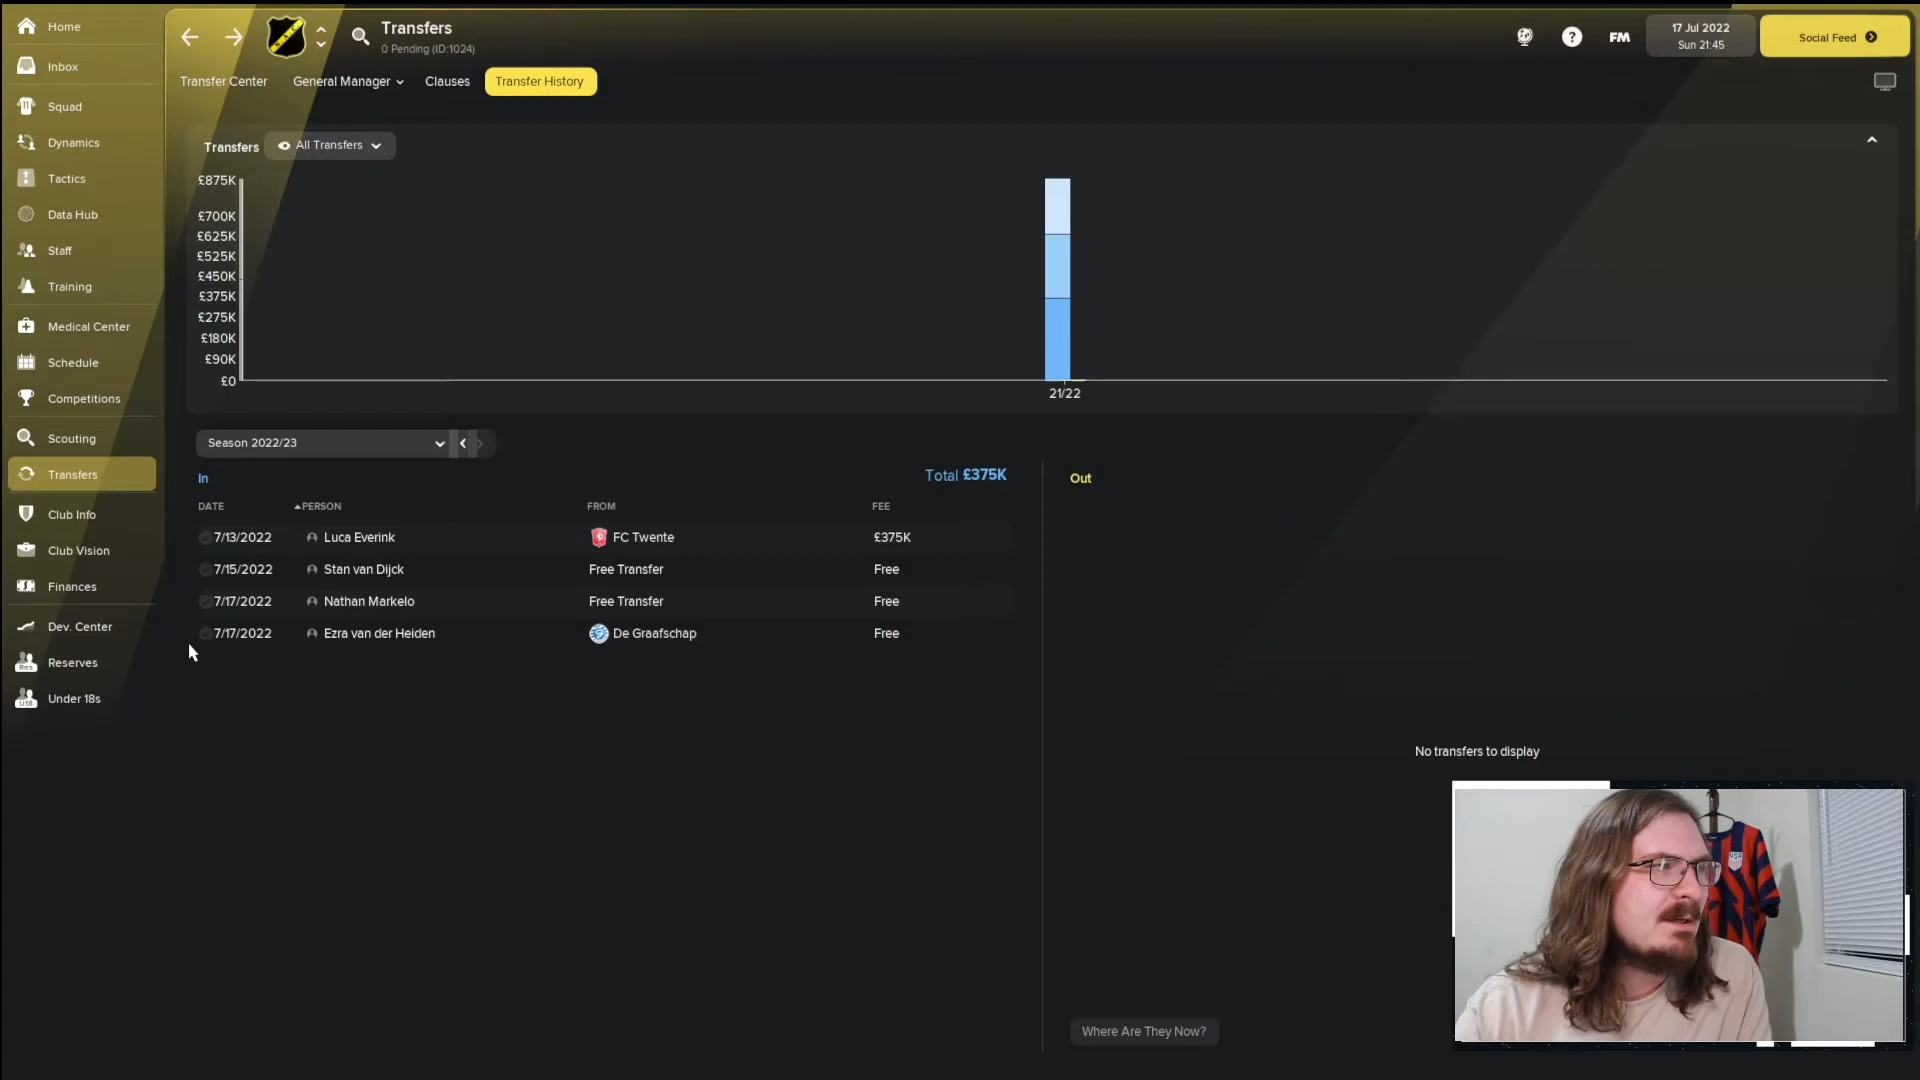 Home
Inbox
Squad
Dynamics
Tactics
Data Hub
Staff
Training
Medical Center
Schedule
Competitions
Scouting
Transfers
Club Info
Club Vision
Finances
Dev. Center
Reserves
Under 18s
Res
U18
N.A.C
Transfers
0 Pending (ID:1024)
FM
17 Jul 2022
Sun 21:45
Social Feed
Transfer Center
General Manager
Clauses
Transfer History
Transfers
All Transfers
£875K
£700K
£625K
£525K
£450K
£375K
£275K
£180K
£90K
£0
21/22
Season 2022/23
In
Total £375K
DATE PERSON FROM FEE
7/13/2022 Luca Everink FC Twente £375K
7/15/2022 Stan van Dijck Free Transfer Free
7/17/2022 Nathan Markelo Free Transfer Free
7/17/2022 Ezra van der Heiden De Graafschap Free
Out
No transfers to display
Where Are They Now?